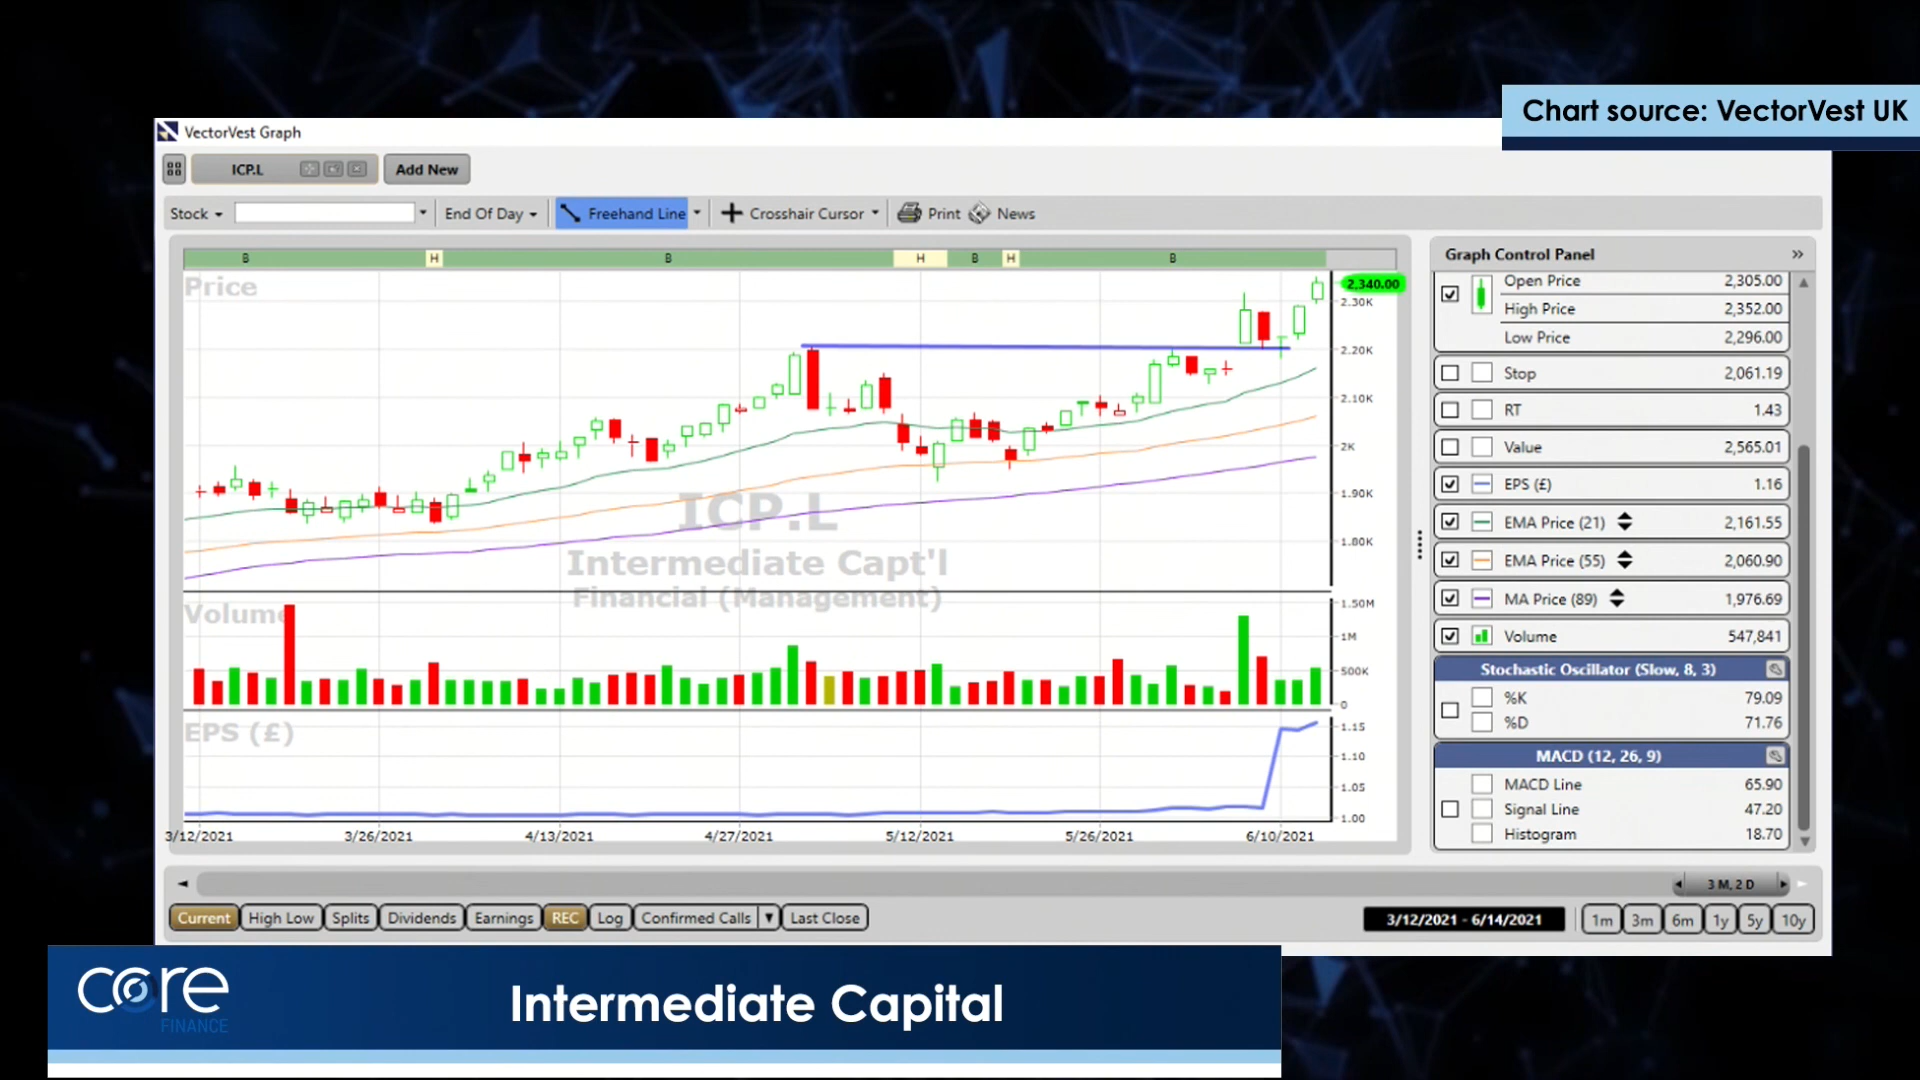 Chart source: VectorVest UK
VectorVest Graph
ICP.L
Add New
Stock
End Of Day
Freehand Line
Crosshair Cursor
Print
News
B H B H B H B
Graph Control Panel
Price
2,340.00
2.30K
2.20K
2.10K
2K
1.90K
1.80K
ICP.L
Intermediate Capt'l
Financial (Management)
Volume
1.50M
1M
500K
0
EPS (£)
1.15
1.10
1.05
1.00
3/12/2021 3/26/2021 4/13/2021 4/27/2021 5/12/2021 5/26/2021 6/10/2021
Open Price 2,305.00
High Price 2,352.00
Low Price 2,296.00
Stop 2,061.19
RT 1.43
Value 2,565.01
EPS (£) 1.16
EMA Price (21) 2,161.55
EMA Price (55) 2,060.90
MA Price (89) 1,976.69
Volume 547,841
Stochastic Oscillator (Slow, 8, 3)
%K 79.09
%D 71.76
MACD (12, 26, 9)
MACD Line 65.90
Signal Line 47.20
Histogram 18.70
3 M, 2 D
Current High Low Splits Dividends Earnings REC Log Confirmed Calls Last Close
3/12/2021 - 6/14/2021
1m 3m 6m 1y 5y 10y
core
FINANCE
Intermediate Capital